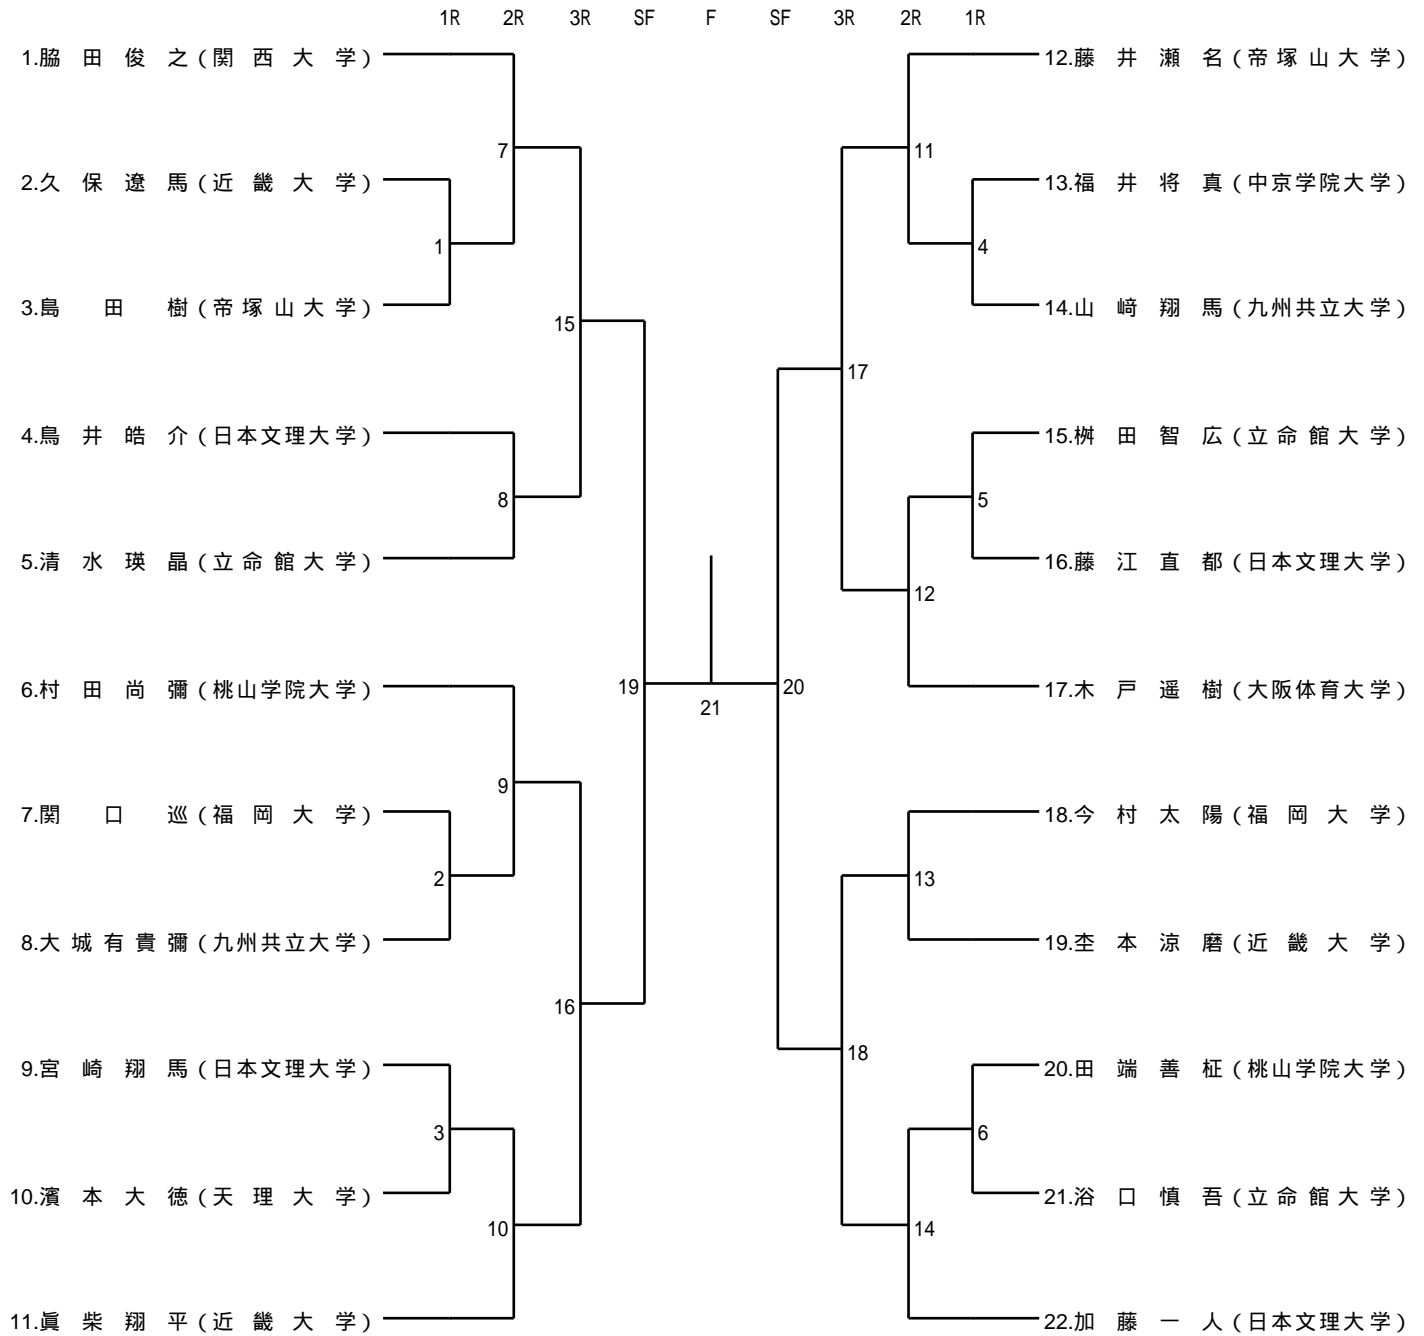 1R 2R 3R SF F SF 3R 2R 1R
1.脇田俊之(関西大学) 12.藤井瀬名(帝塚山大学)
7 11
2.久保遼馬(近畿大学) 13.福井将真(中京学院大学)
1 4
3.島田樹(帝塚山大学) 14.山﨑翔馬(九州共立大学)
15
17
4.鳥井皓介(日本文理大学) 15.桝田智広(立命館大学)
8 5
5.清水瑛晶(立命館大学) 16.藤江直都(日本文理大学)
12
6.村田尚彌(桃山学院大学) 19 20 17.木戸遥樹(大阪体育大学)
21
9
7.関口巡(福岡大学) 18.今村太陽(福岡大学)
2 13
8.大城有貴彌(九州共立大学) 19.杢本涼磨(近畿大学)
16
18
9.宮崎翔馬(日本文理大学) 20.田端善柾(桃山学院大学)
3 6
10.濱本大徳(天理大学) 21.浴口慎吾(立命館大学)
10 14
11.眞柴翔平(近畿大学) 22.加藤一人(日本文理大学)